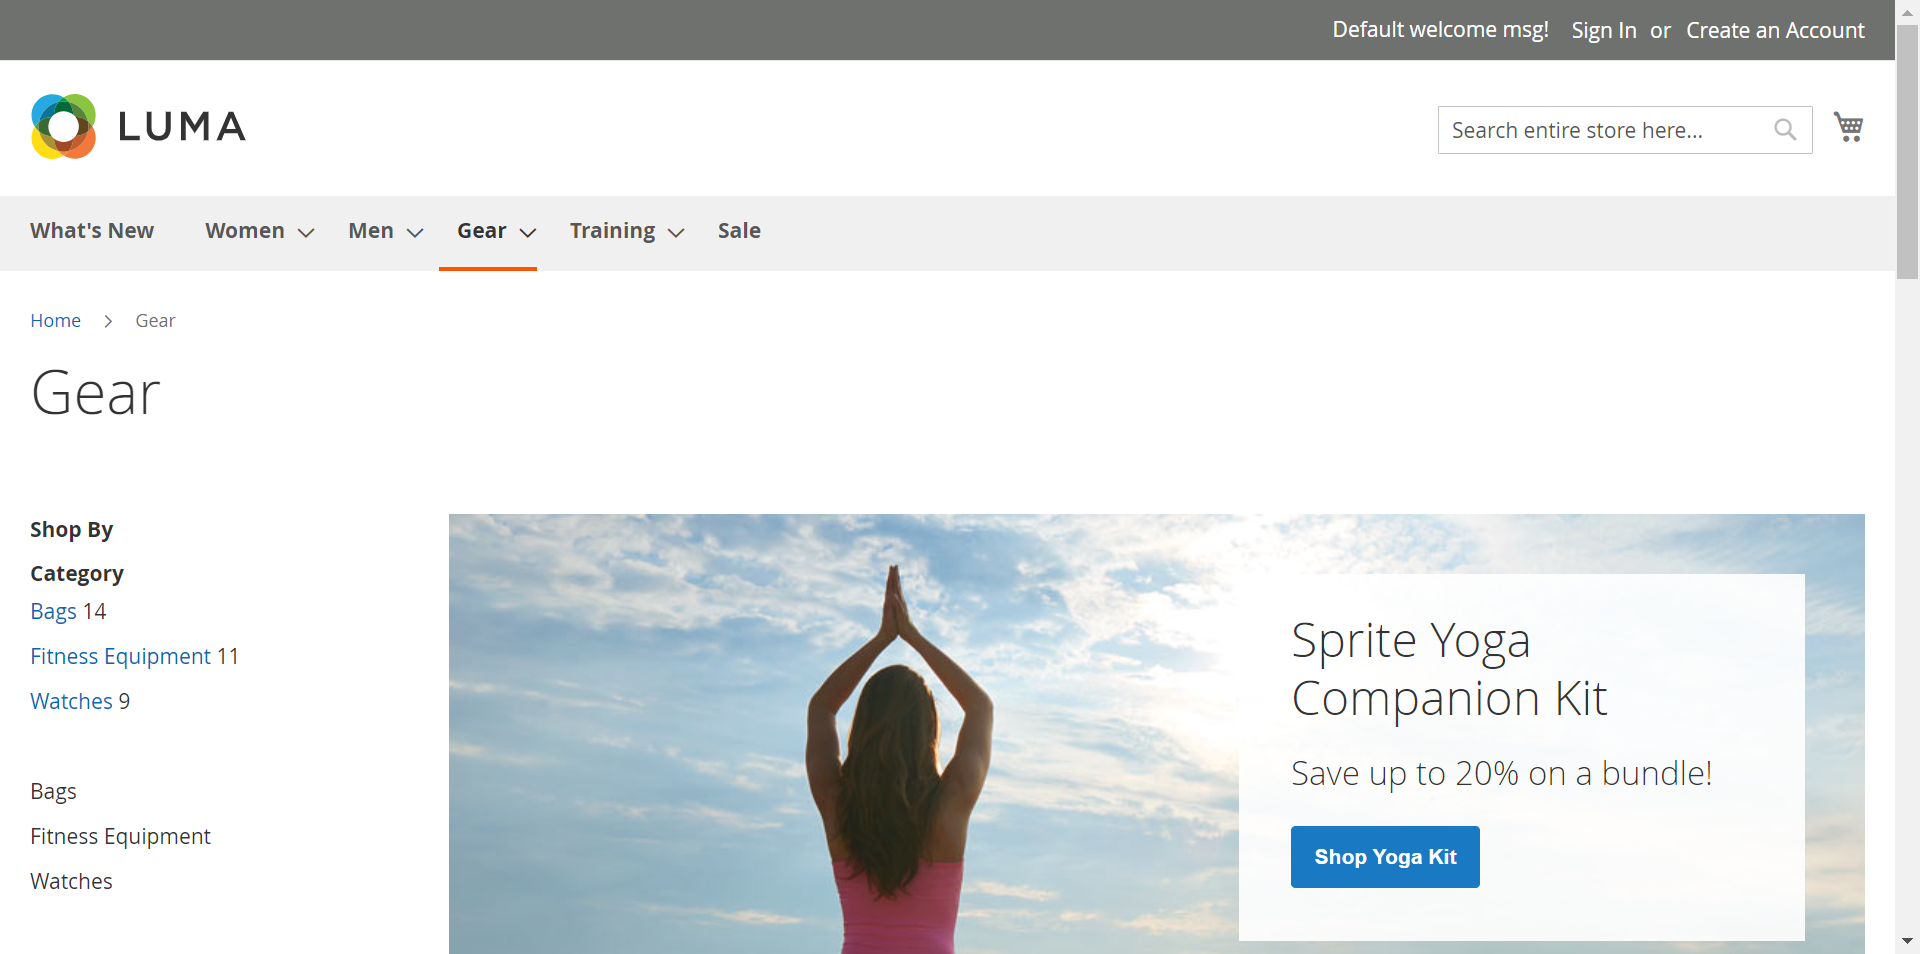 Default welcome msg! Sign In or Create an Account
LUMA
Search entire store here...
What's New Women Men Gear Training Sale
Home Gear
Gear
Shop By
Category
Bags 14
Fitness Equipment 11
Watches 9
Bags
Fitness Equipment
Watches
Sprite Yoga
Companion Kit
Save up to 20% on a bundle!
Shop Yoga Kit